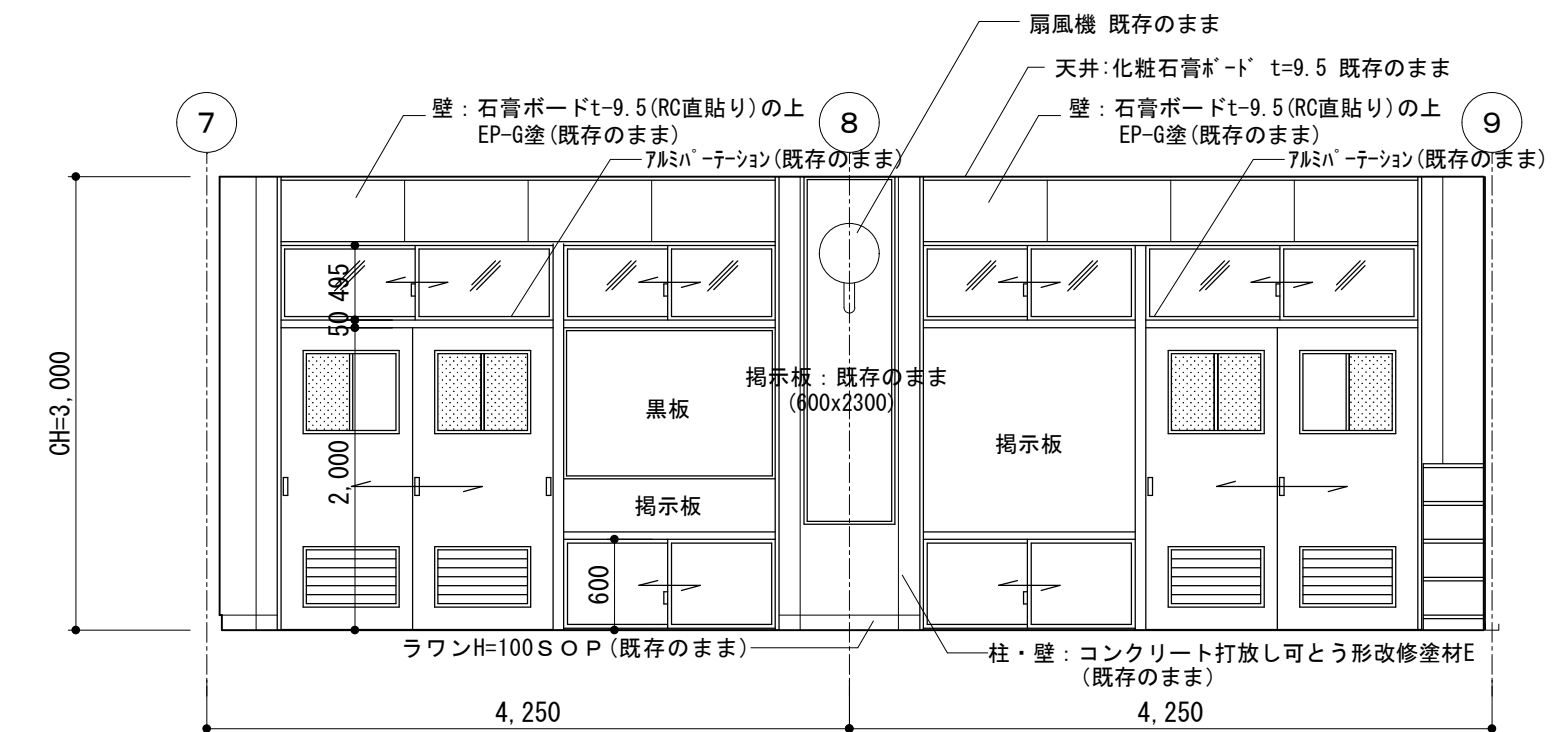 扇風機 既存のまま
天井:化粧石膏ﾎﾞｰﾄﾞ t=9.5 既存のまま
7
壁：石膏ボードt-9.5(RC直貼り)の上
EP-G塗(既存のまま)
8
壁：石膏ボードt-9.5(RC直貼り)の上
EP-G塗(既存のまま)
9
ｱﾙﾐﾊﾟｰﾃｰｼｮﾝ(既存のまま)
ｱﾙﾐﾊﾟｰﾃｰｼｮﾝ(既存のまま)
CH=3,000
495
50
2,000
黒板
掲示板
600
掲示板：既存のまま
(600x2300)
掲示板
ラワンH=100ＳＯＰ(既存のまま)
柱・壁：コンクリート打放し可とう形改修塗材E
(既存のまま)
4,250
4,250